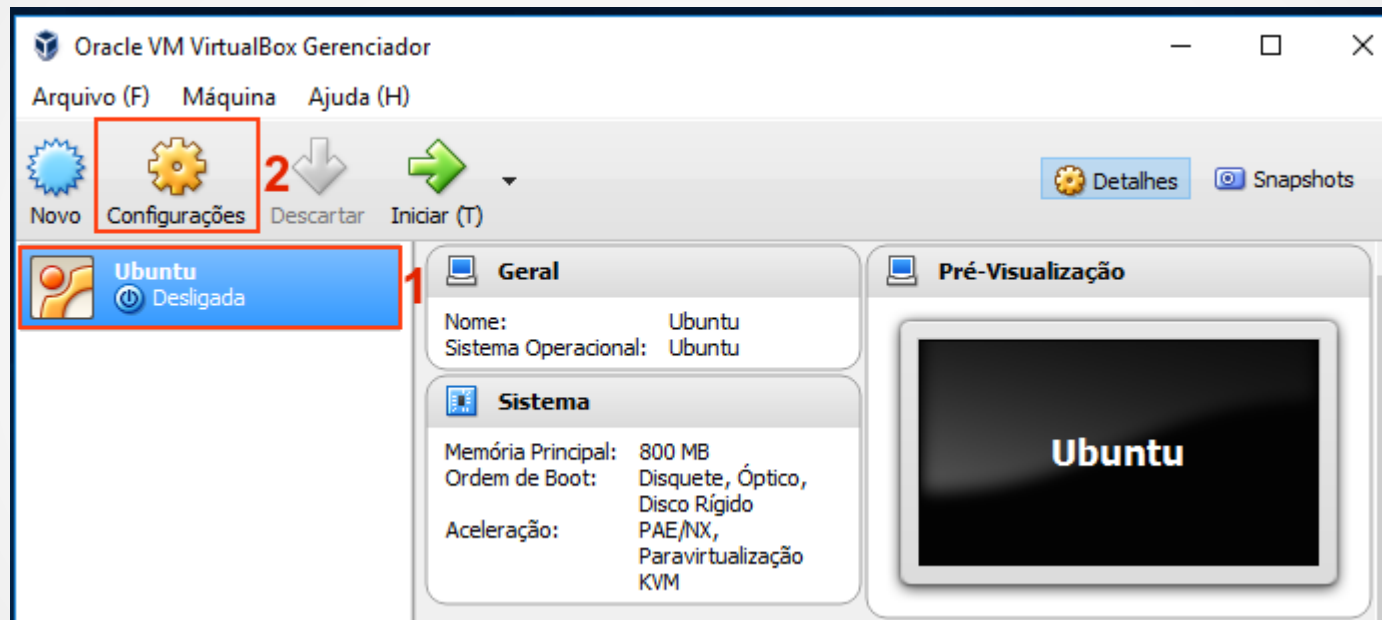 Oracle VM VirtualBox Gerenciador
Arquivo (F) Máquina Ajuda (H)
Novo
Configurações
2
Descartar
Iniciar (T)
Detalhes
Snapshots
Ubuntu
Desligada
1
Geral
Nome: Ubuntu
Sistema Operacional: Ubuntu
Sistema
Memória Principal: 800 MB
Ordem de Boot: Disquete, Óptico,
Disco Rígido
Aceleração: PAE/NX,
Paravirtualização
KVM
Pré-Visualização
Ubuntu